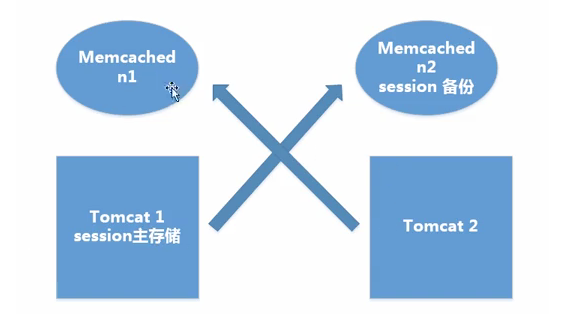 Memcached
n1
Memcached
n2
session 备份
Tomcat 1
session主存储
Tomcat 2